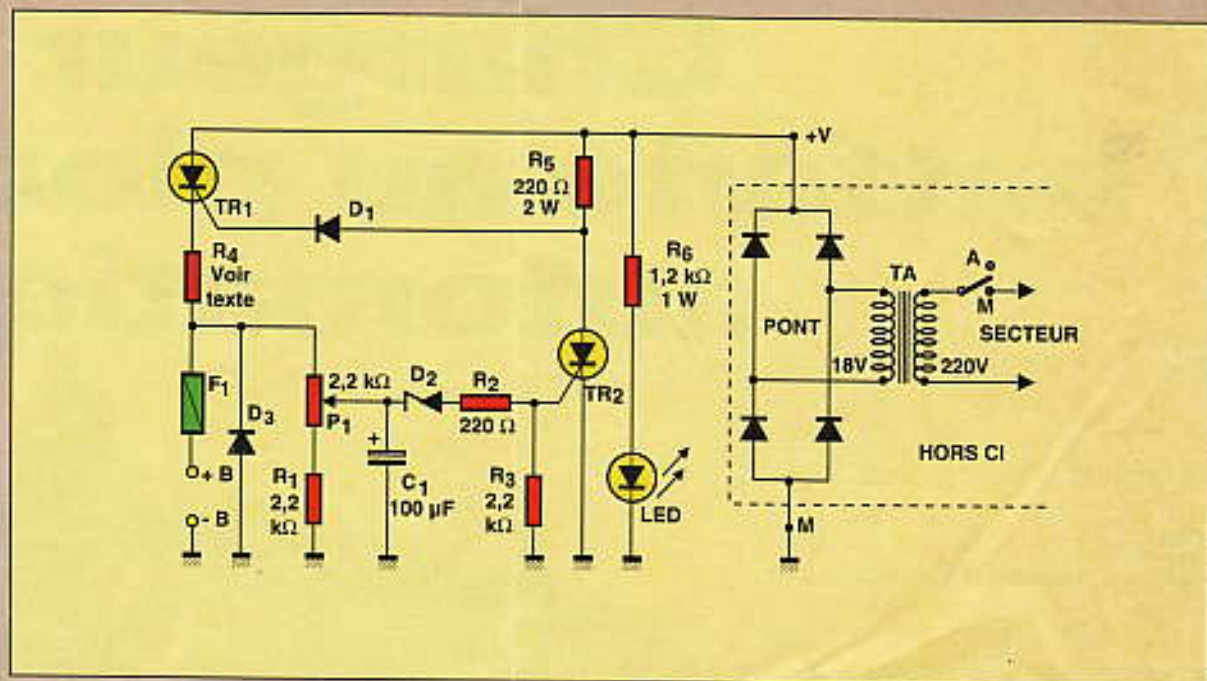 +V
R5
220 Ω
2 W
TR1
D1
R4
Voir
texte
R6
1,2 kΩ
1 W
TA
A
M
PONT
SECTEUR
18V
220V
F1
D3
2,2 kΩ
P1
D2
R2
220 Ω
TR2
HORS CI
+ B
- B
R1
2,2
kΩ
+
C1
100 µF
R3
2,2
kΩ
LED
M